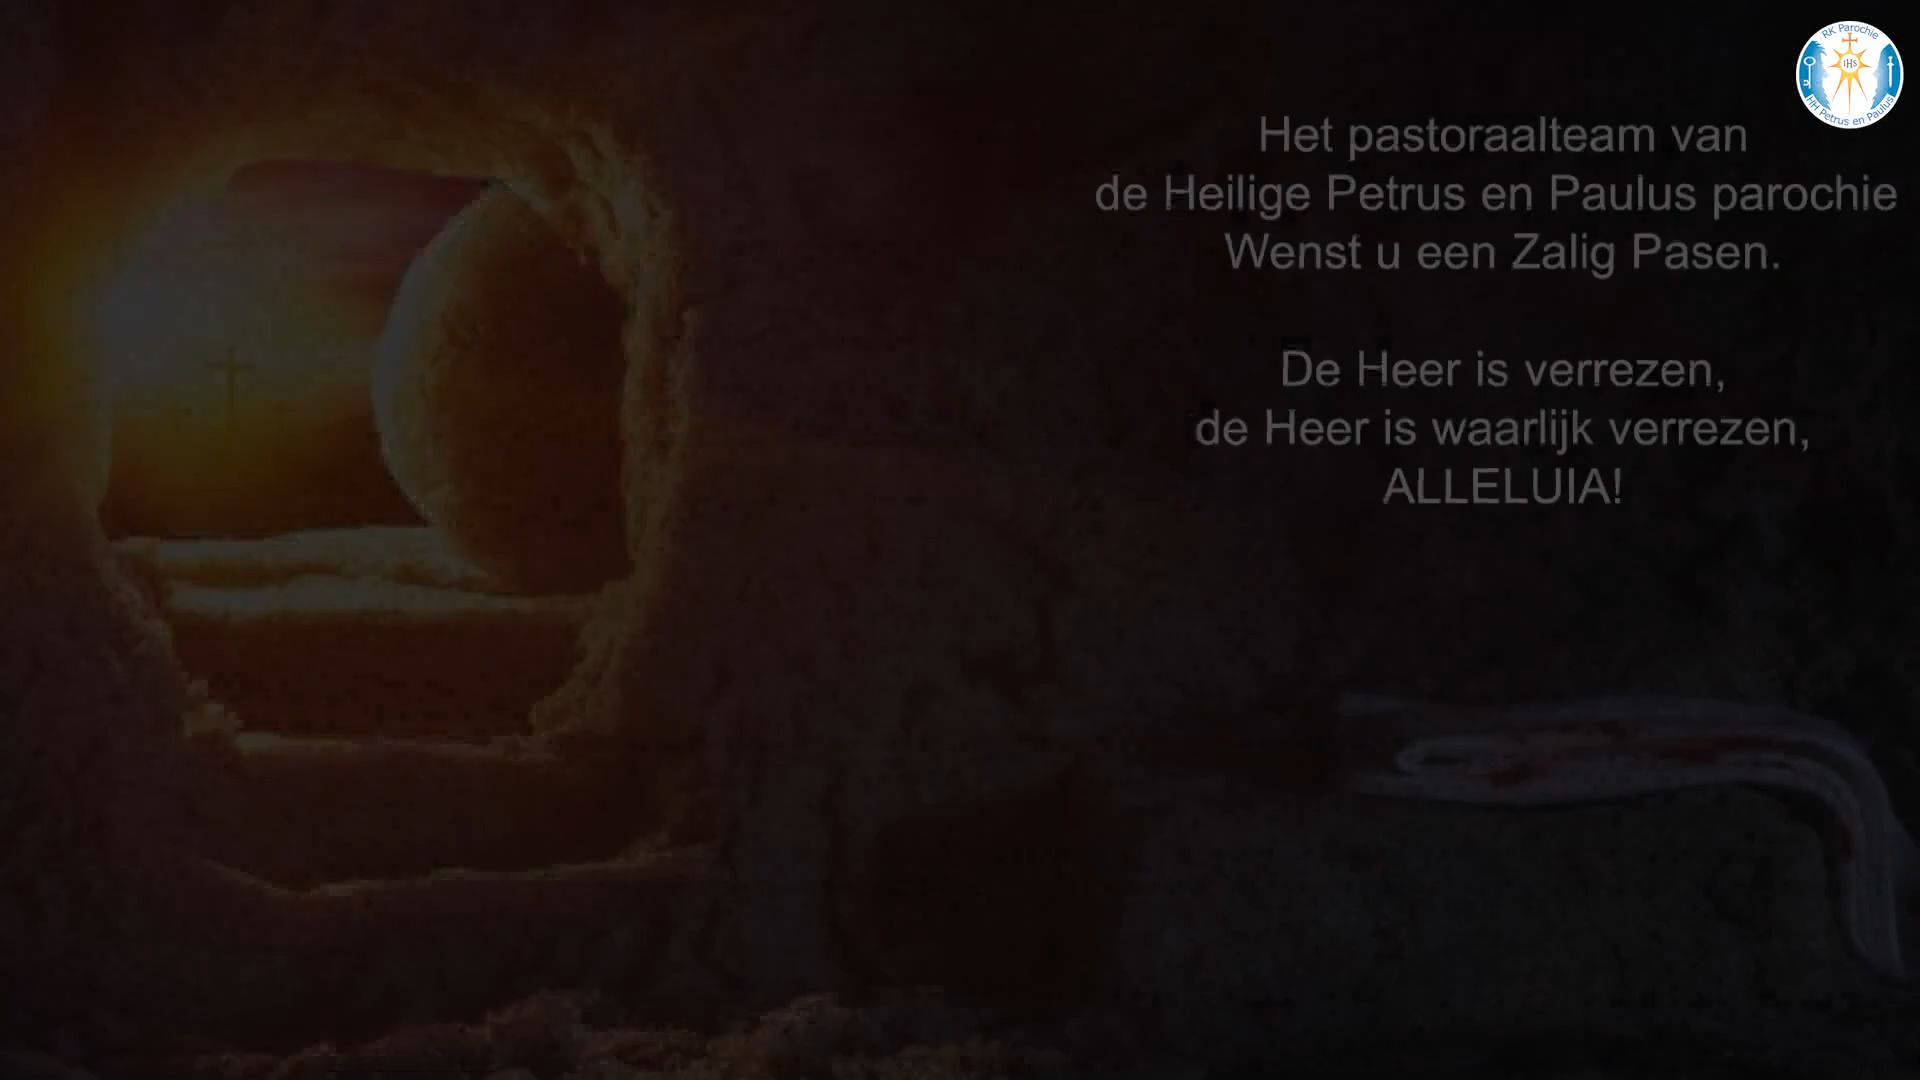 RK Parochie
IHS
HH Petrus en Paulus
Het pastoraalteam van
de Heilige Petrus en Paulus parochie
Wenst u een Zalig Pasen.
De Heer is verrezen,
de Heer is waarlijk verrezen,
ALLELUIA!